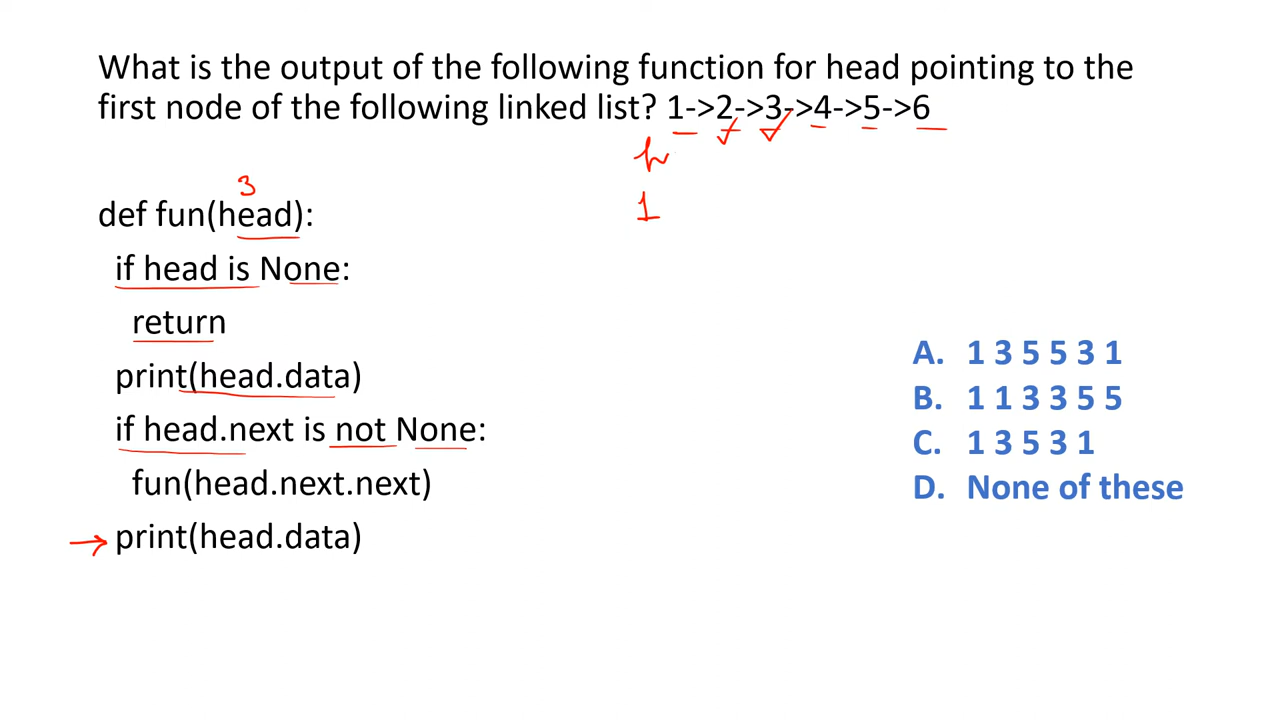 What is the output of the following function for head pointing to the
first node of the following linked list? 1->2->3->4->5->6
h
3
1
def fun(head):
if head is None:
return
print(head.data)
if head.next is not None:
fun(head.next.next)
print(head.data)
A. 1 3 5 5 3 1
B. 1 1 3 3 5 5
C. 1 3 5 3 1
D. None of these